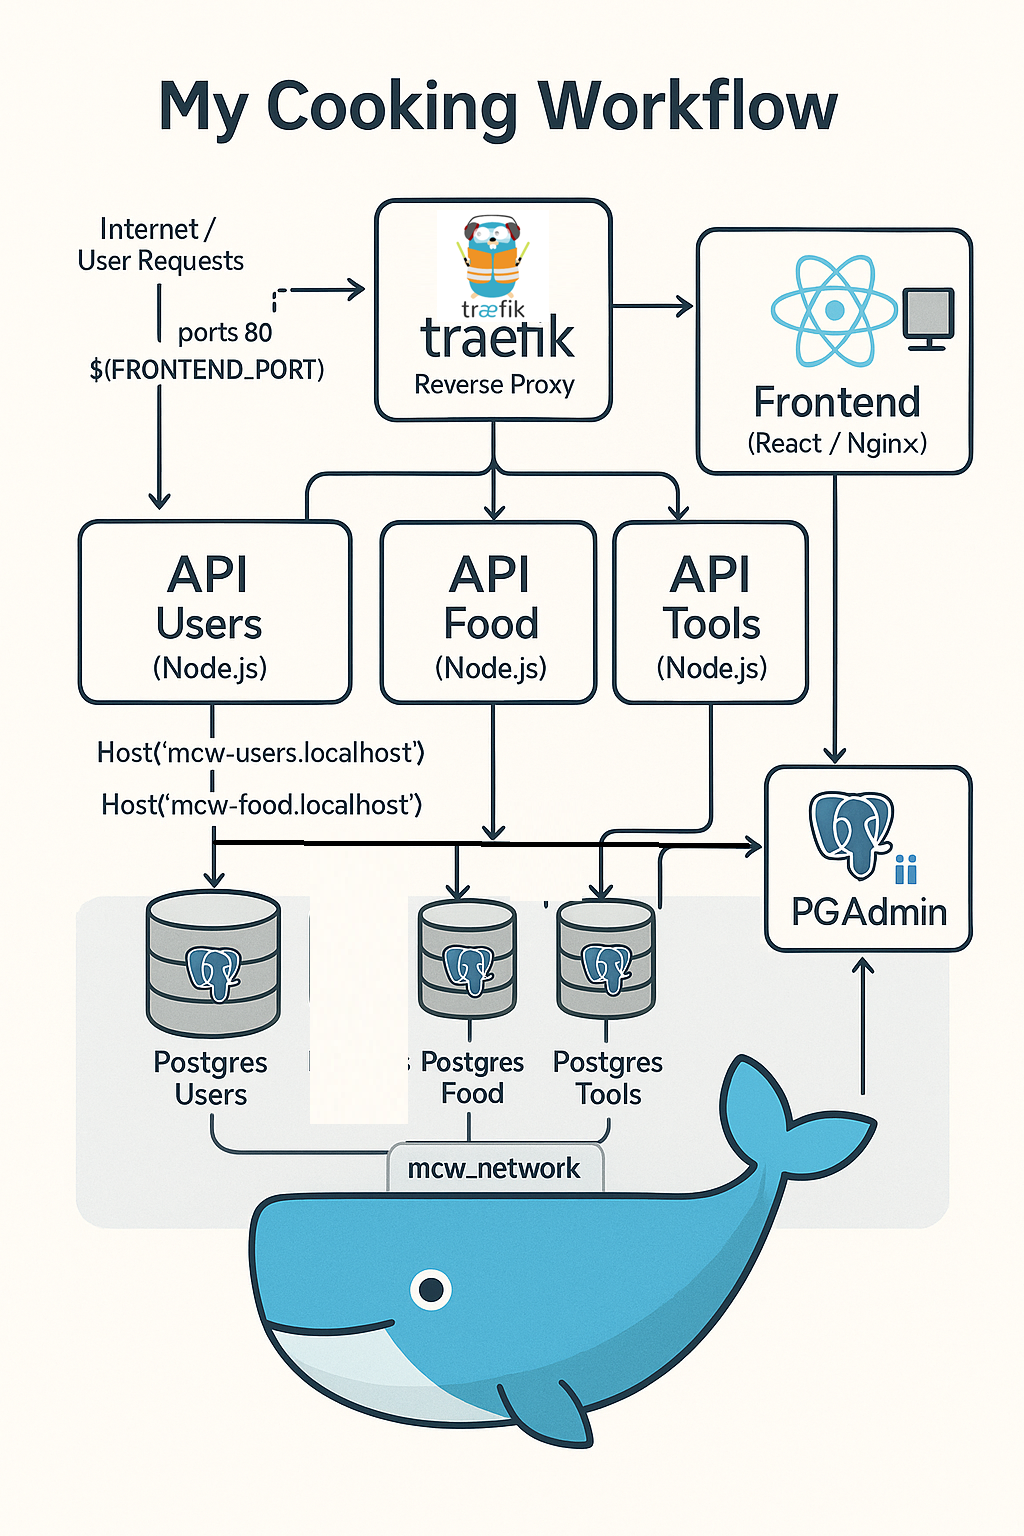 My Cooking Workflow
Internet /
User Requests
ports 80
$(FRONTEND_PORT)
træfik
traefik
Reverse Proxy
Frontend
(React / Nginx)
API
Users
(Node.js)
API
Food
(Node.js)
API
Tools
(Node.js)
Host(‘mcw-users.localhost’)
Host(‘mcw-food.localhost’)
PGAdmin
Postgres
Users
Postgres
Food
Postgres
Tools
mcw_network